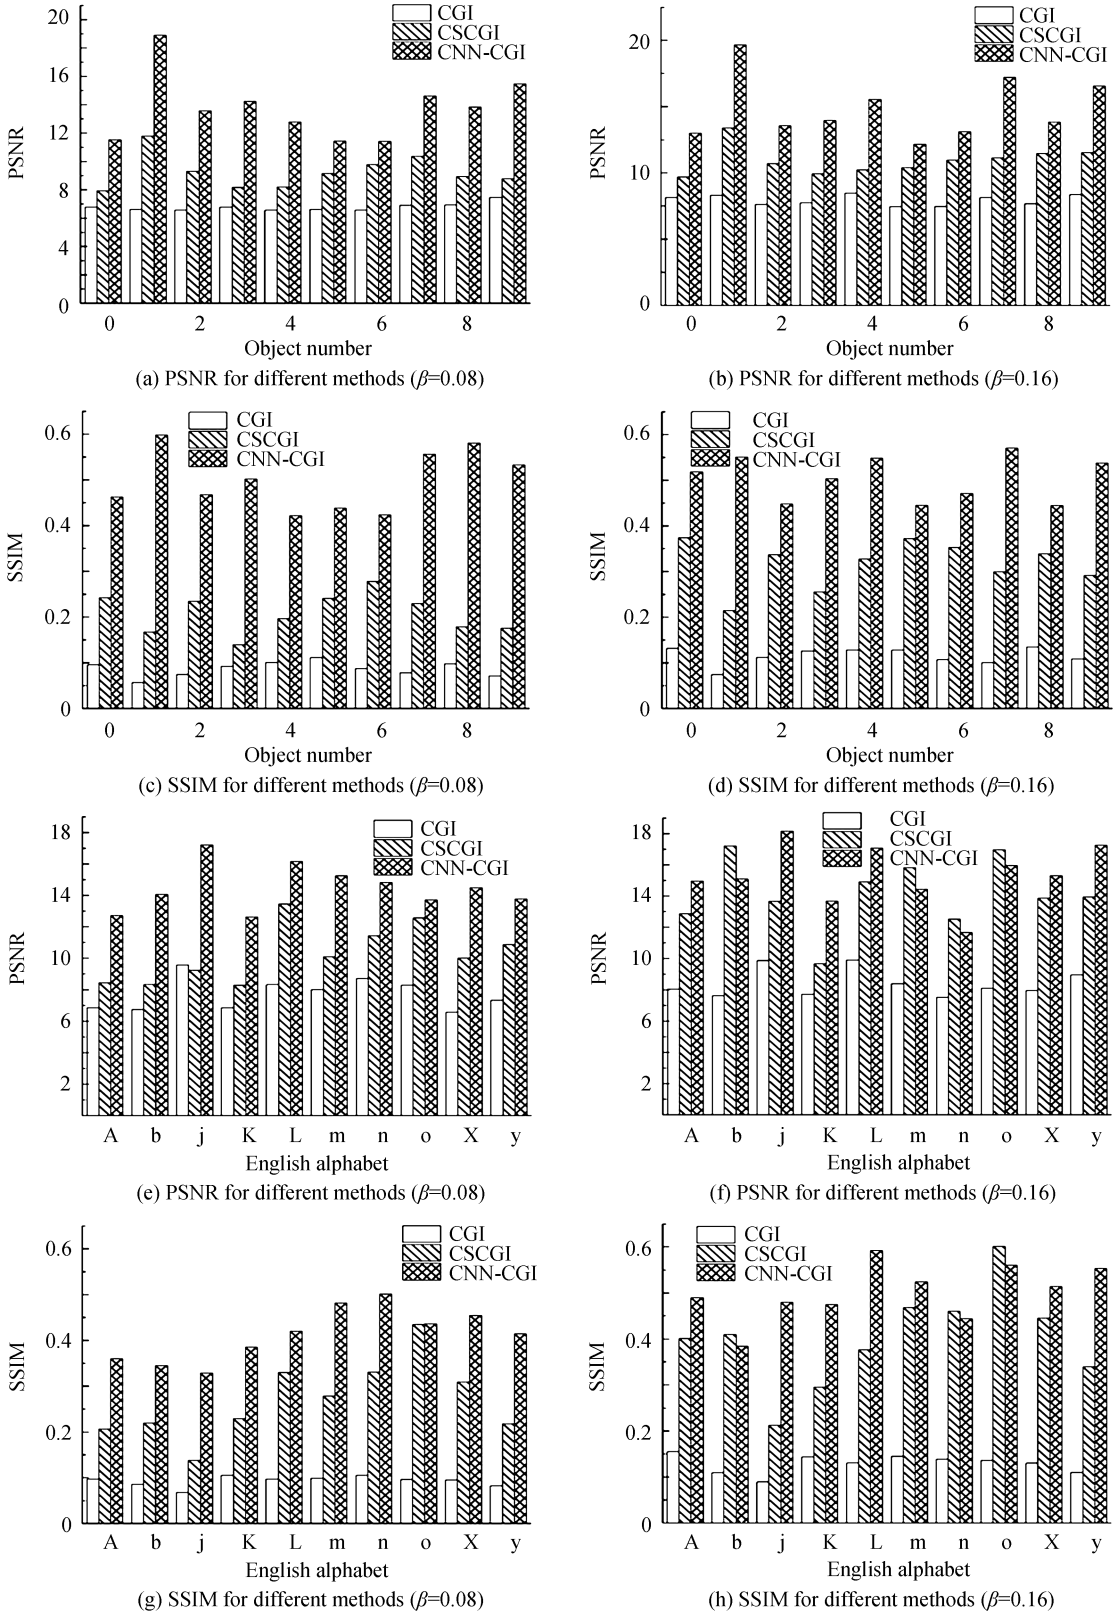 20
16
12
8
4
0
PSNR
CGI
CSCGI
CNN-CGI
0 2 4 6 8
Object number
(a) PSNR for different methods (β=0.08)
20
10
0
PSNR
CGI
CSCGI
CNN-CGI
0 2 4 6 8
Object number
(b) PSNR for different methods (β=0.16)
0.6
0.4
0.2
0
SSIM
CGI
CSCGI
CNN-CGI
0 2 4 6 8
Object number
(c) SSIM for different methods (β=0.08)
0.6
0.4
0.2
0
SSIM
CGI
CSCGI
CNN-CGI
0 2 4 6 8
Object number
(d) SSIM for different methods (β=0.16)
18
14
10
6
2
PSNR
CGI
CSCGI
CNN-CGI
A b j K L m n o X y
English alphabet
(e) PSNR for different methods (β=0.08)
18
14
10
6
2
PSNR
CGI
CSCGI
CNN-CGI
A b j K L m n o X y
English alphabet
(f) PSNR for different methods (β=0.16)
0.6
0.4
0.2
0
SSIM
CGI
CSCGI
CNN-CGI
A b j K L m n o X y
English alphabet
(g) SSIM for different methods (β=0.08)
0.6
0.4
0.2
0
SSIM
CGI
CSCGI
CNN-CGI
A b j K L m n o X y
English alphabet
(h) SSIM for different methods (β=0.16)